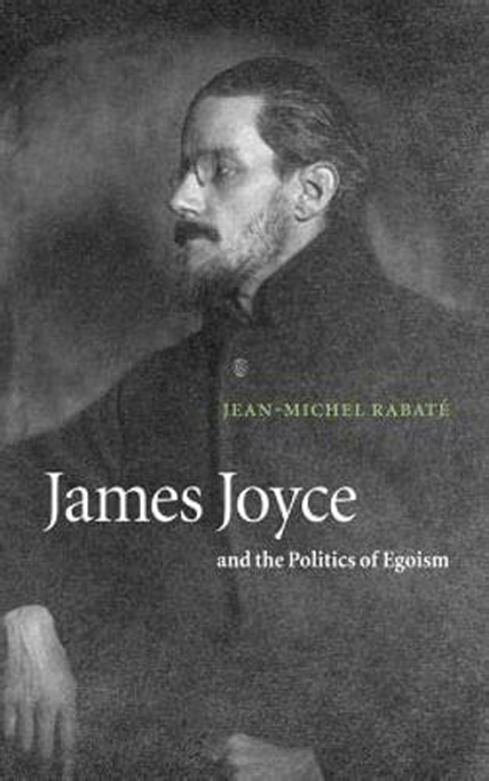 JEAN-MICHEL RABATÉ
James Joyce
and the Politics of Egoism